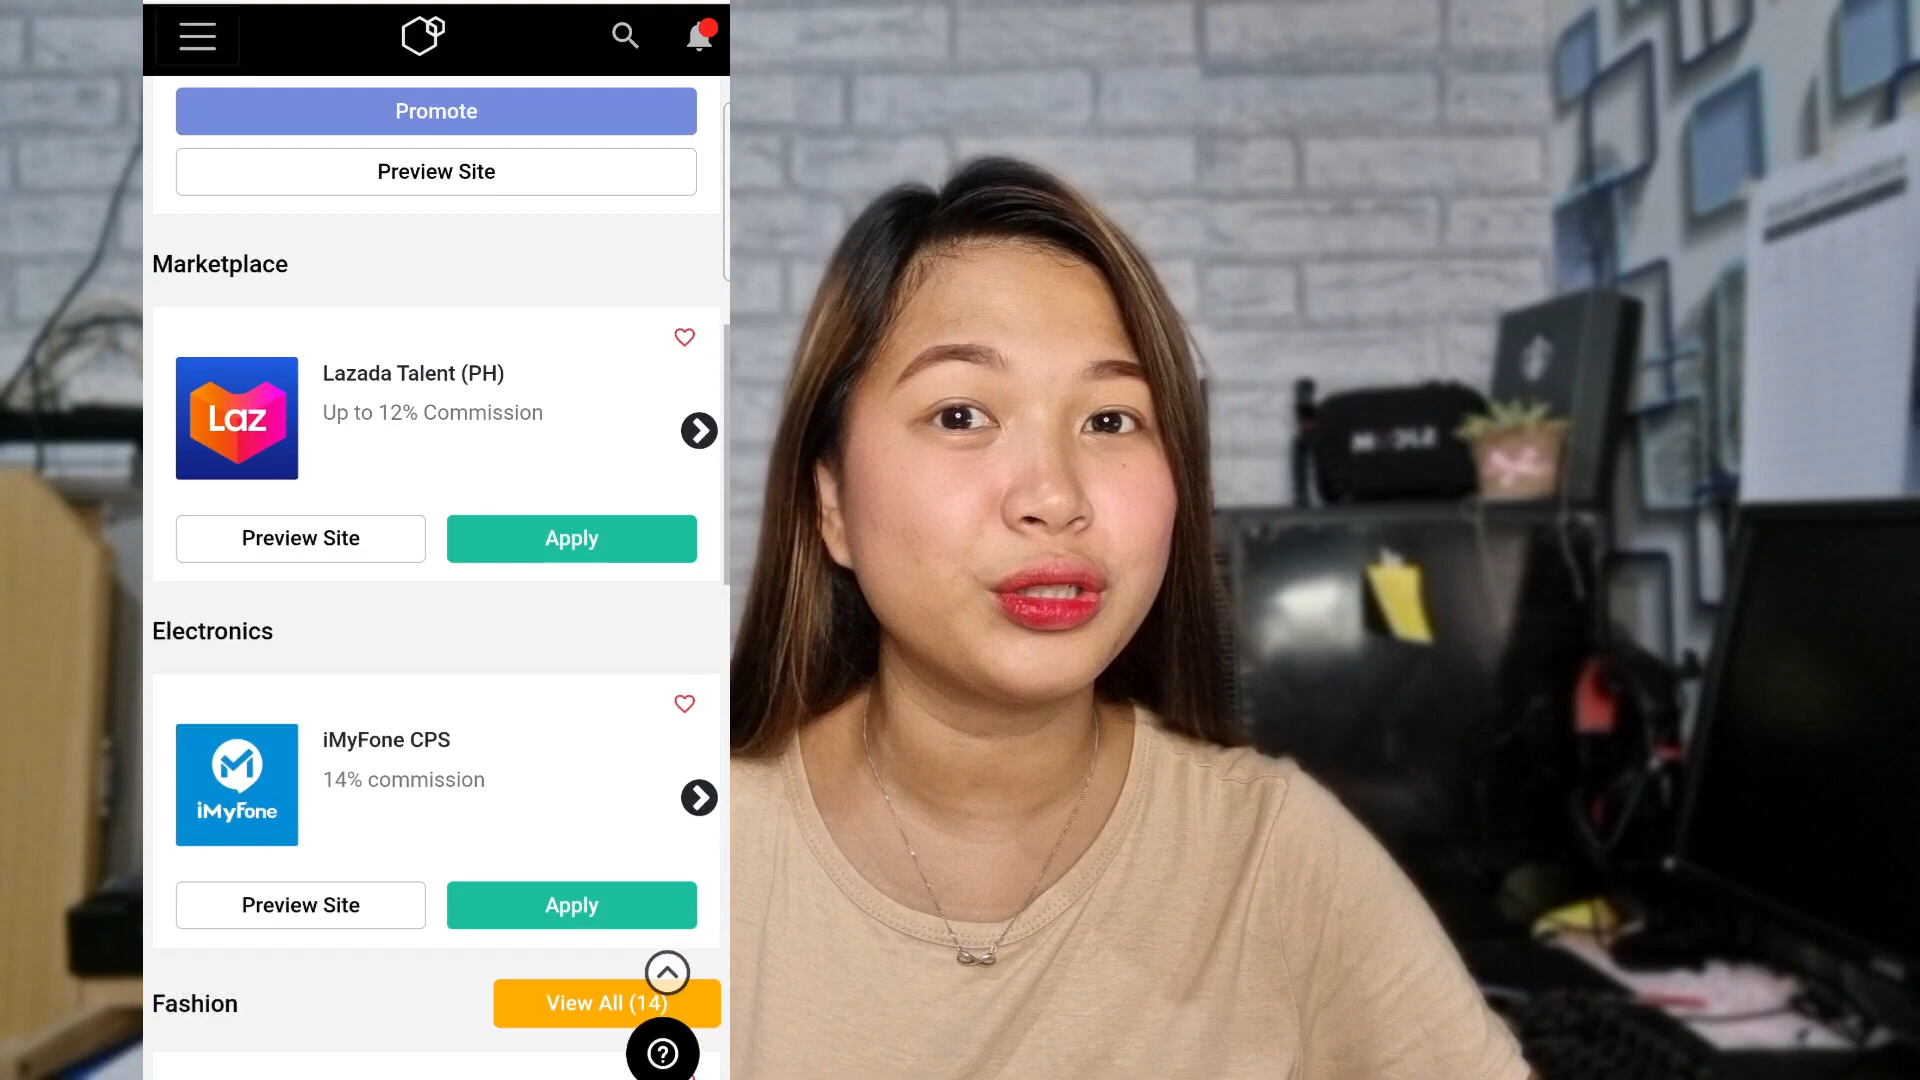 Promote
Preview Site
Marketplace
Lazada Talent (PH)
Up to 12% Commission
Laz
Preview Site
Apply
Electronics
iMyFone CPS
14% commission
iMyFone
Preview Site
Apply
Fashion
View All (14)